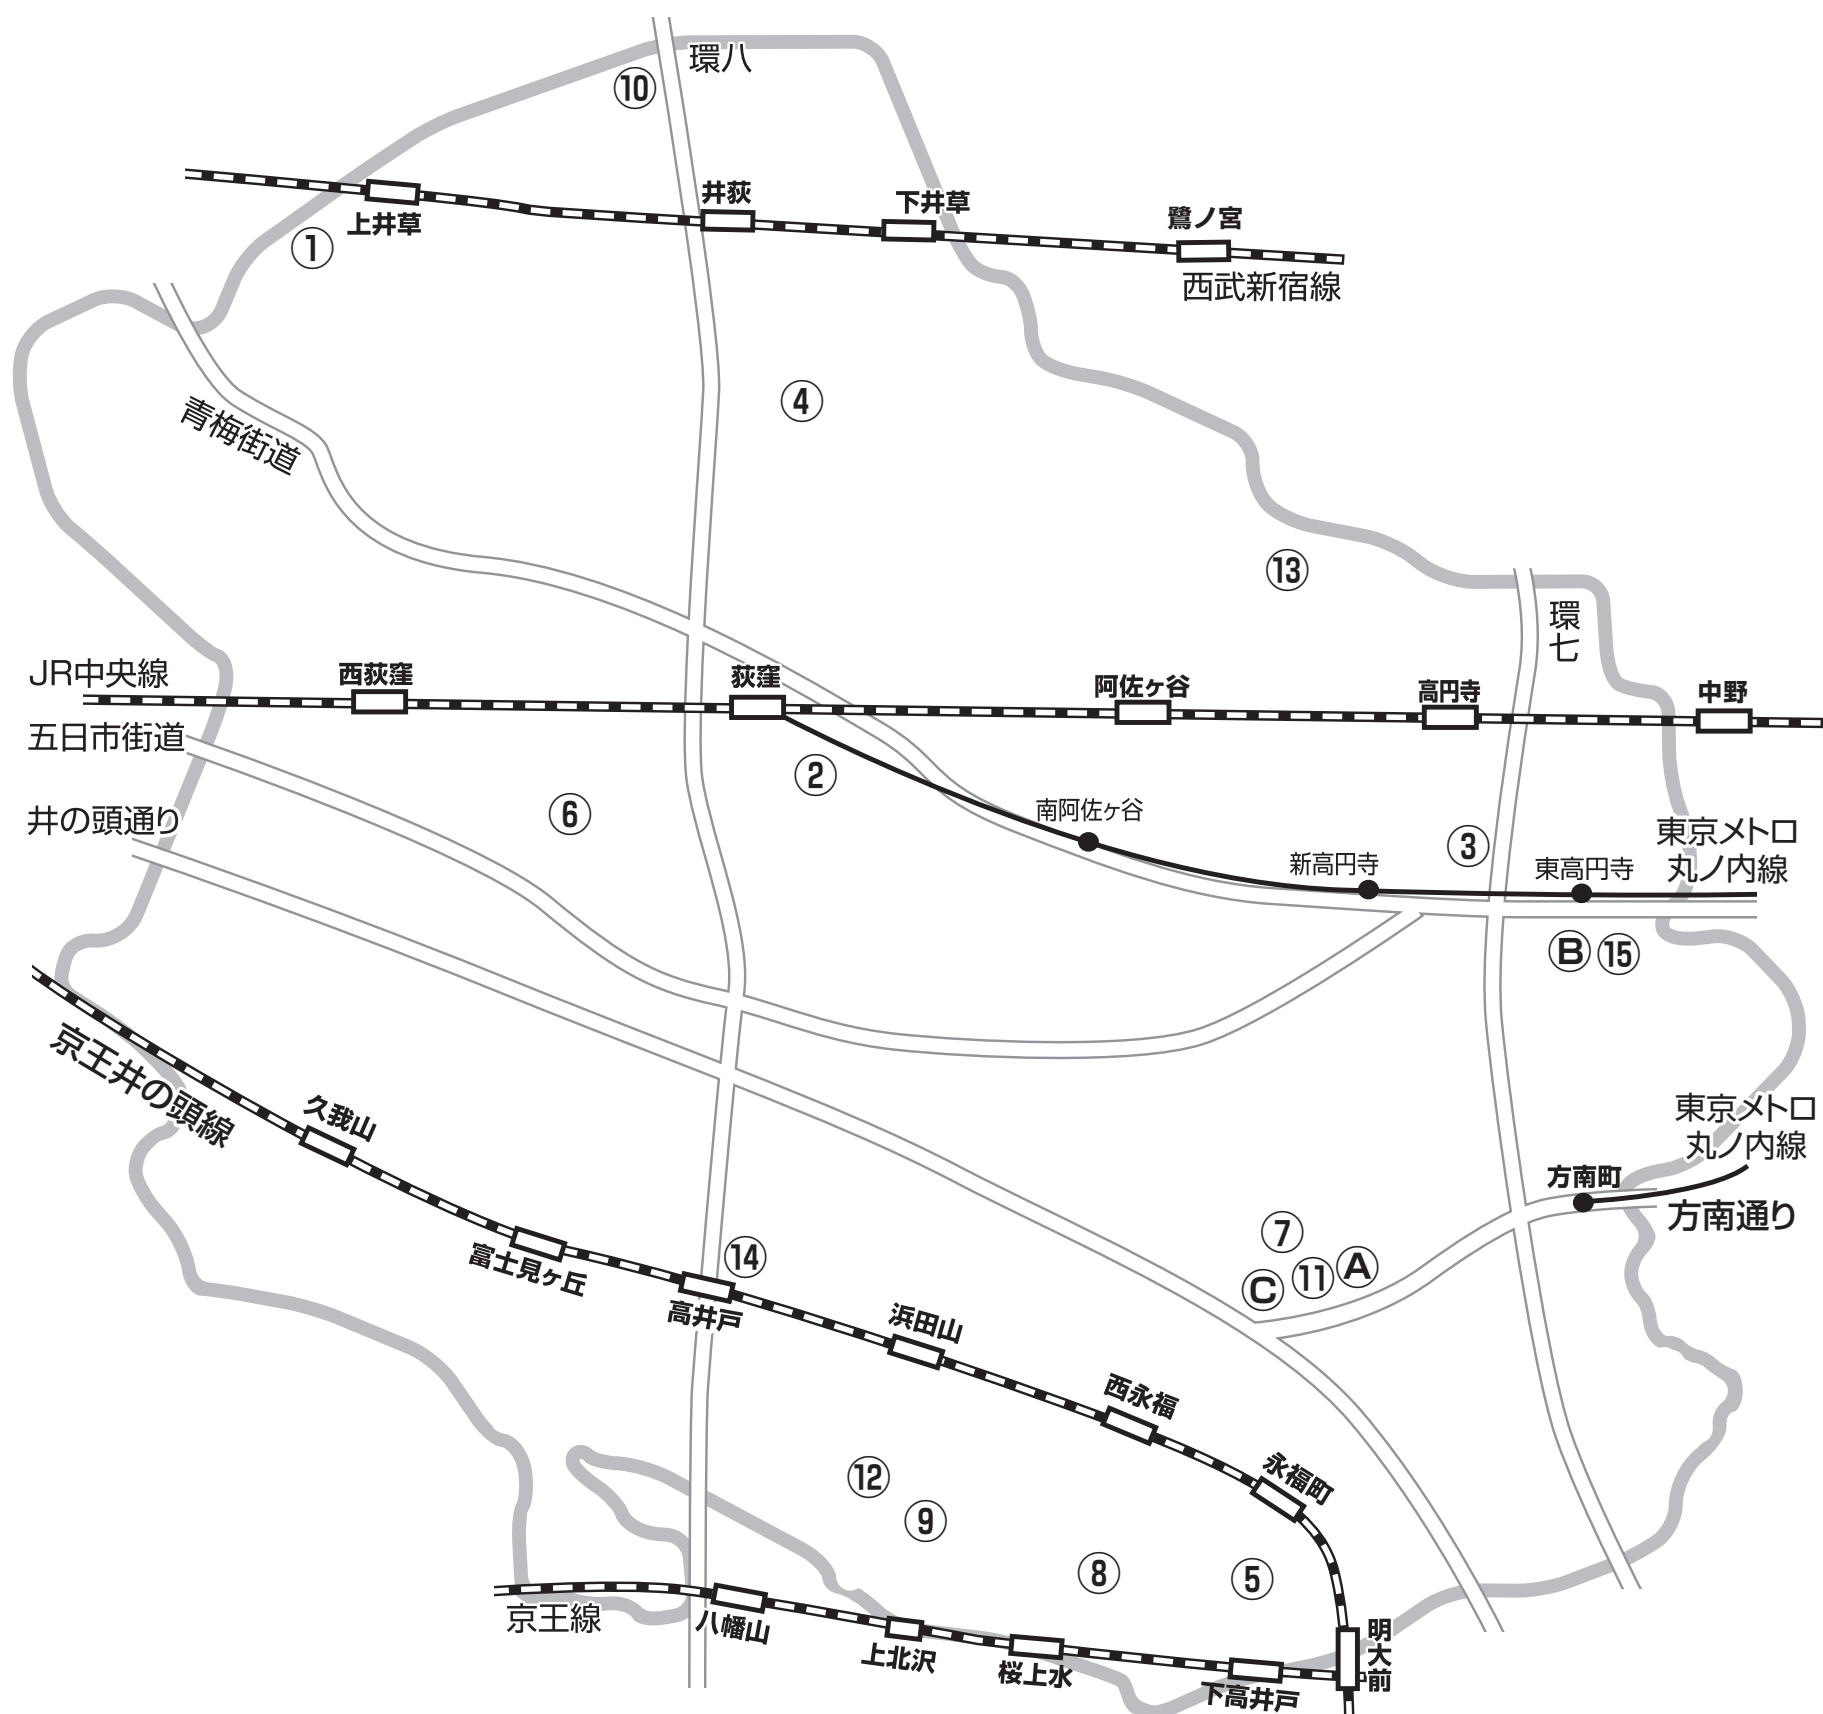 環八
⑩
井荻
下井草
鷺ノ宮
上井草
①
西武新宿線
④
青梅街道
⑬
環七
JR中央線
西荻窪
荻窪
阿佐ヶ谷
高円寺
中野
五日市街道
②
井の頭通り
⑥
南阿佐ヶ谷
③
東京メトロ
丸ノ内線
新高円寺
東高円寺
Ⓑ
⑮
京王井の頭線
久我山
東京メトロ
丸ノ内線
方南町
方南通り
⑦
⑭
富士見ヶ丘
高井戸
Ⓒ
⑪
Ⓐ
浜田山
西永福
永福町
⑫
⑨
⑧
⑤
京王線
八幡山
上北沢
桜上水
下高井戸
明大前